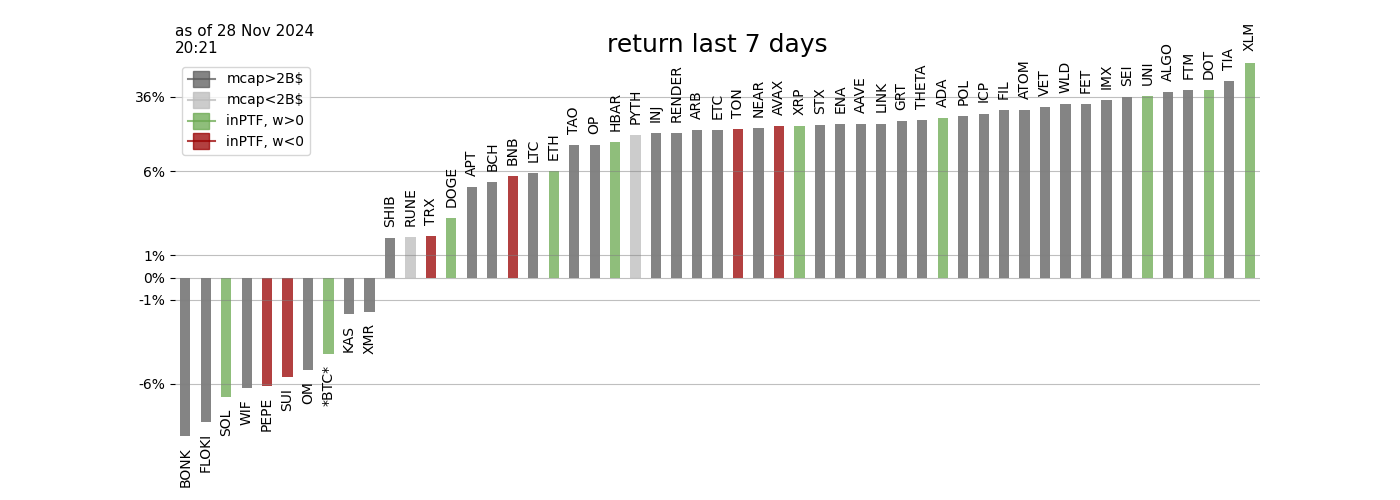 as of 28 Nov 2024
20:21
return last 7 days
mcap>2B$
mcap<2B$
inPTF, w>0
inPTF, w<0
36%
6%
1%
0%
-1%
-6%
BONK
FLOKI
SOL
WIF
PEPE
SUI
OM
*BTC*
KAS
XMR
SHIB
RUNE
TRX
DOGE
APT
BCH
BNB
LTC
ETH
TAO
OP
HBAR
PYTH
INJ
RENDER
ARB
ETC
TON
NEAR
AVAX
XRP
STX
ENA
AAVE
LINK
GRT
THETA
ADA
POL
ICP
FIL
ATOM
VET
WLD
FET
IMX
SEI
UNI
ALGO
FTM
DOT
TIA
XLM